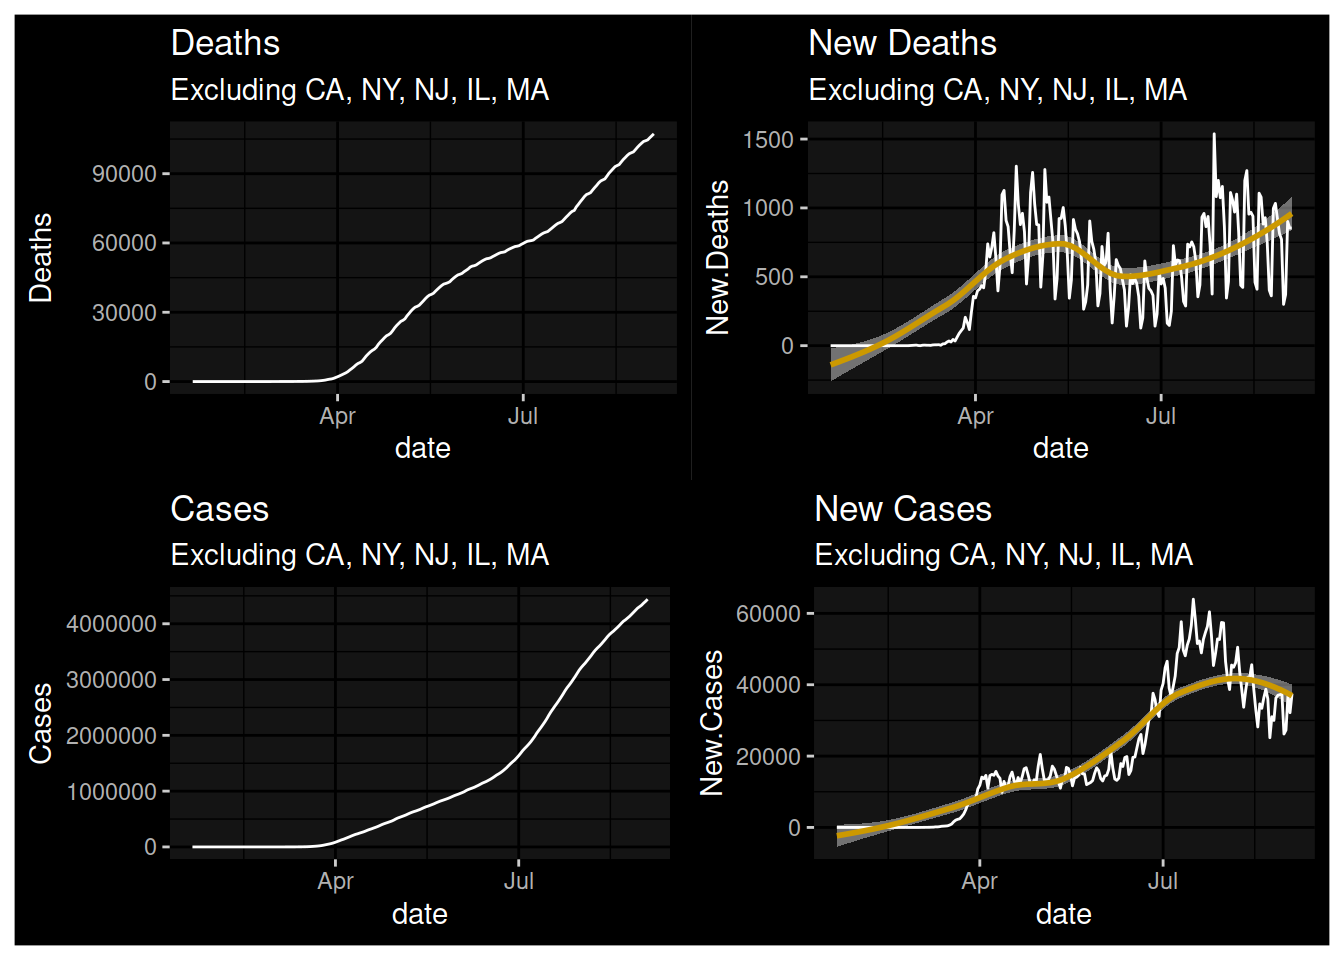 Deaths
Excluding CA, NY, NJ, IL, MA
Deaths
90000
60000
30000
0
Apr Jul
date
New Deaths
Excluding CA, NY, NJ, IL, MA
New.Deaths
1500
1000
500
0
Apr Jul
date
Cases
Excluding CA, NY, NJ, IL, MA
Cases
4000000
3000000
2000000
1000000
0
Apr Jul
date
New Cases
Excluding CA, NY, NJ, IL, MA
New.Cases
60000
40000
20000
0
Apr Jul
date